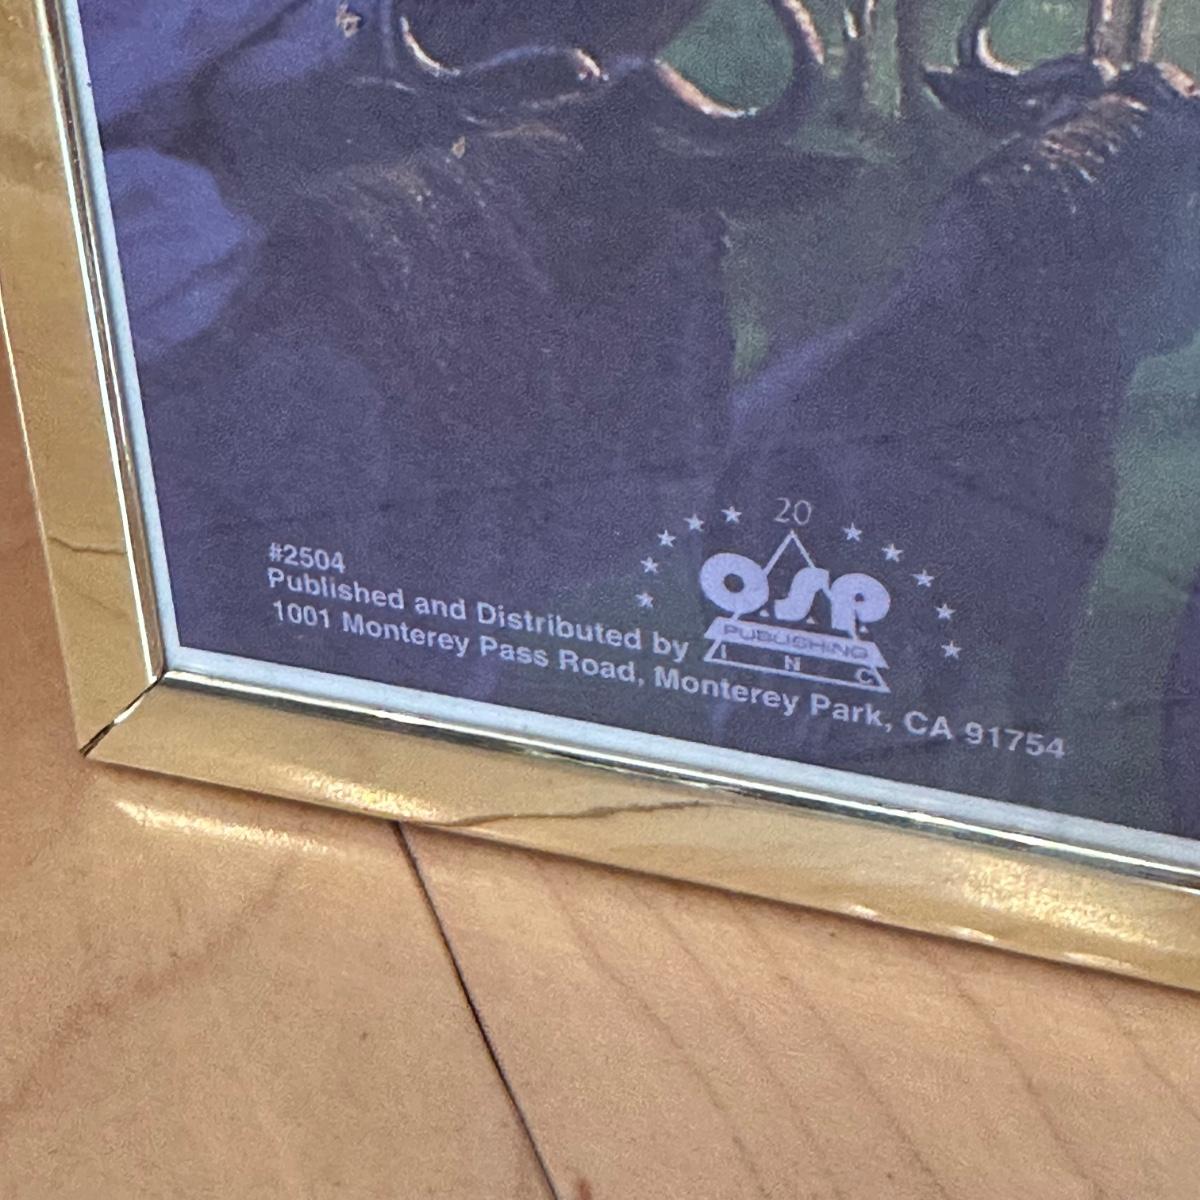 20
#2504
O.S.P.
Published and Distributed by
PUBLISHING
I N C
1001 Monterey Pass Road, Monterey Park, CA 91754